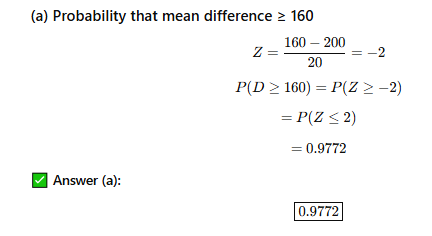 (a) Probability that mean difference ≥ 160
Z = (160 − 200) / 20 = −2
P(D ≥ 160) = P(Z ≥ −2)
= P(Z ≤ 2)
= 0.9772
✅ Answer (a):
0.9772